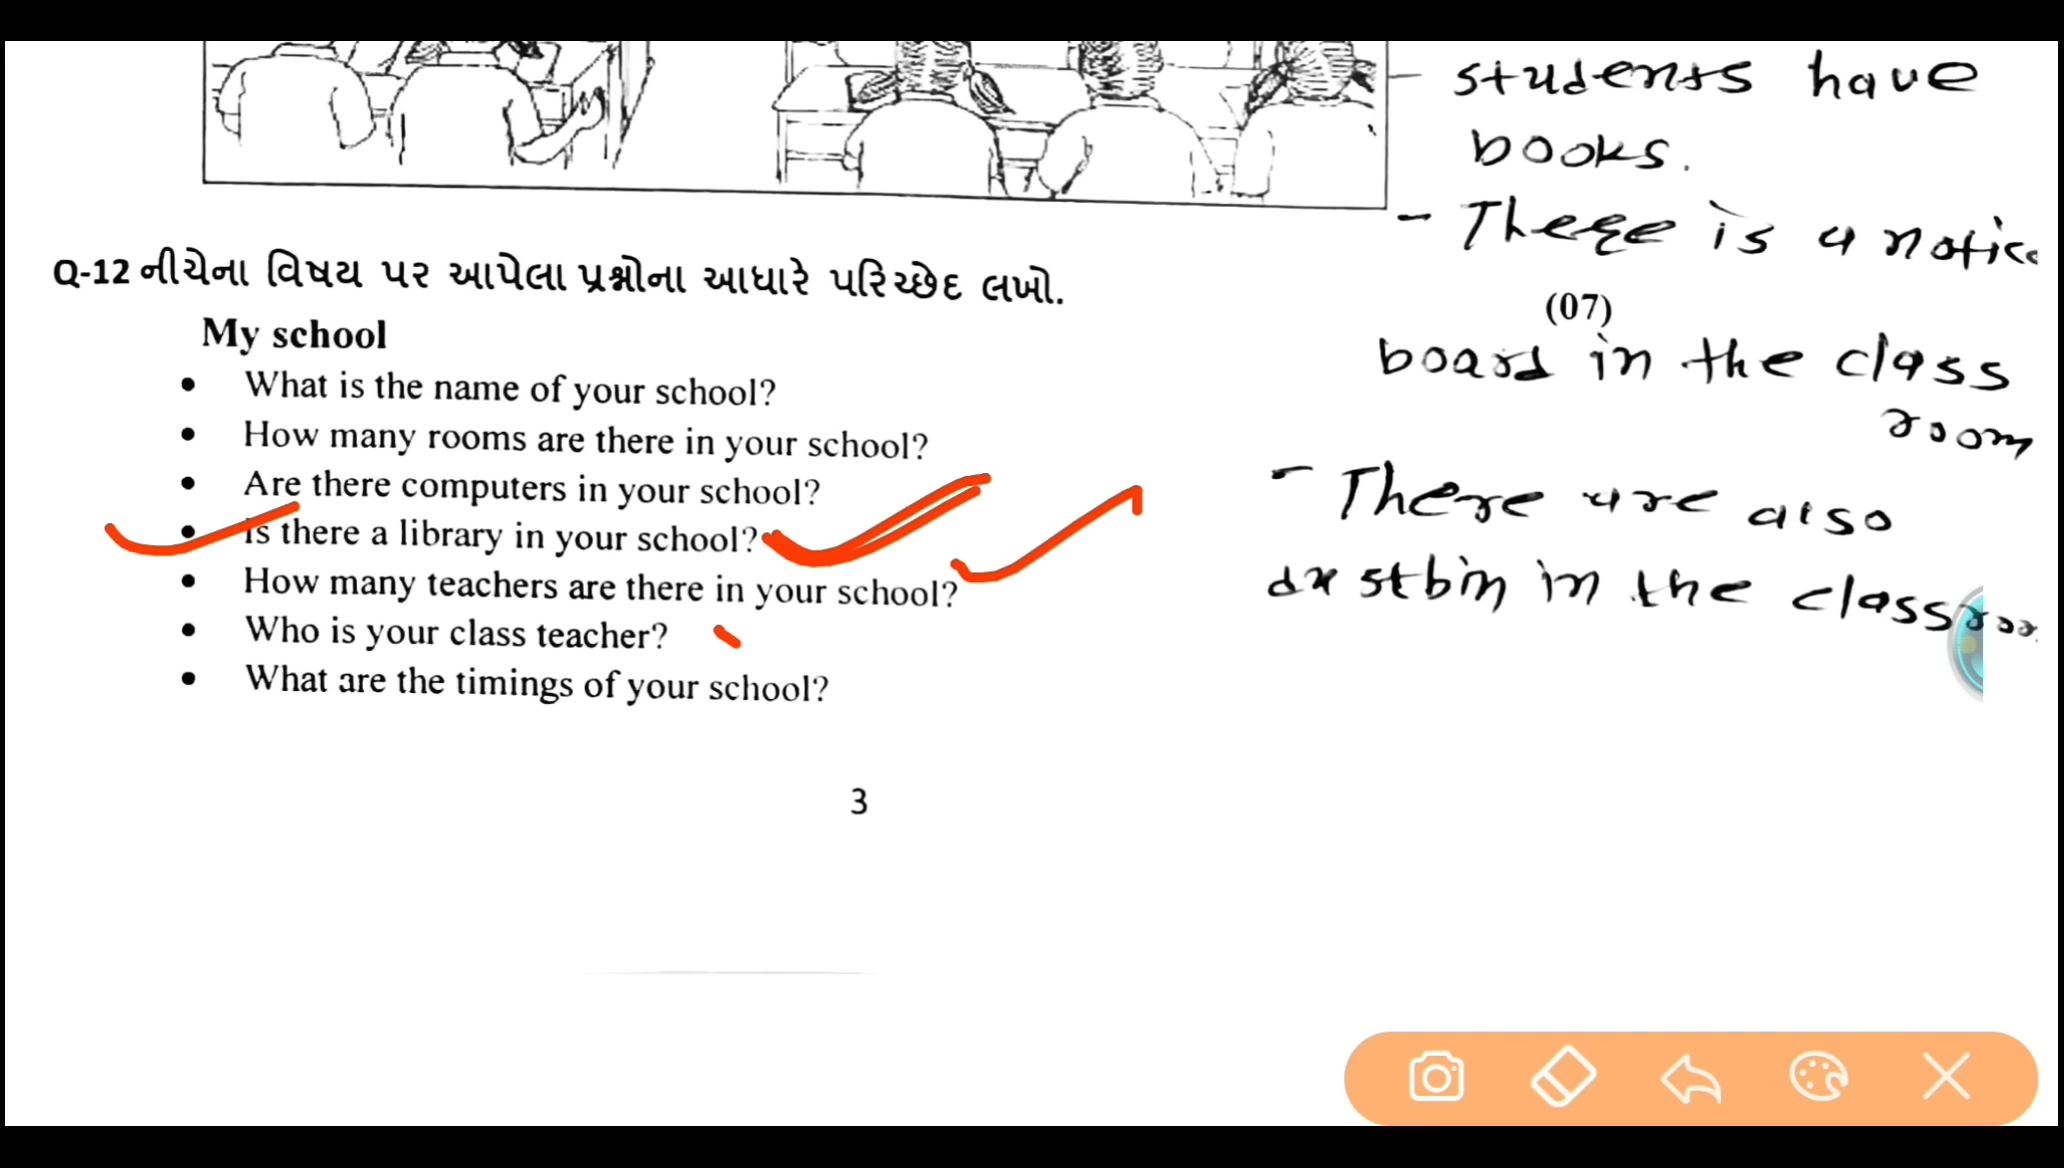 - students have
books.
- There is a notice
Q-12 નીચેના વિષય પર આપેલા પ્રશ્નોના આધારે પરિચ્છેદ લખો.
(07)
My school
board in the class
room
• What is the name of your school?
• How many rooms are there in your school?
• Are there computers in your school?
• Is there a library in your school?
• How many teachers are there in your school?
• Who is your class teacher?
• What are the timings of your school?
- There are also
dustbin in the classroom
3